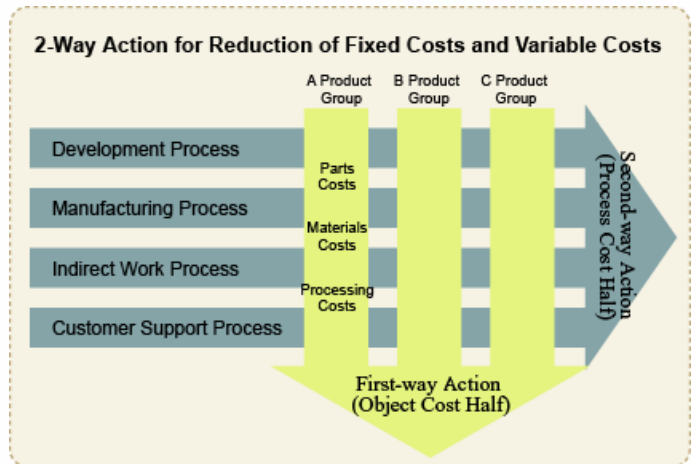 2-Way Action for Reduction of Fixed Costs and Variable Costs
A Product
Group
B Product
Group
C Product
Group
Development Process
Manufacturing Process
Indirect Work Process
Customer Support Process
Parts
Costs
Materials
Costs
Processing
Costs
Second-way Action
(Process Cost Half)
First-way Action
(Object Cost Half)